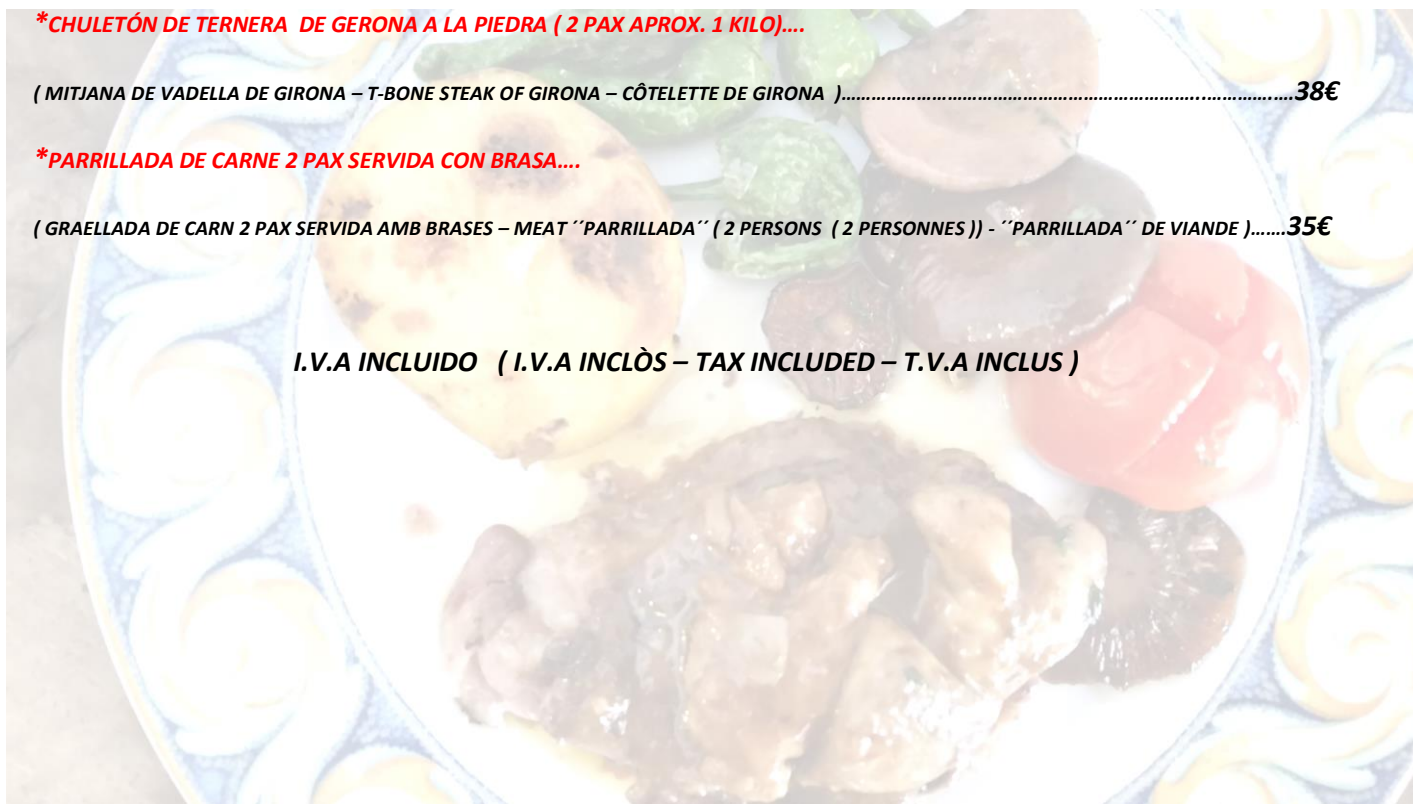 *CHULETÓN DE TERNERA DE GERONA A LA PIEDRA ( 2 PAX APROX. 1 KILO)....
( MITJANA DE VADELLA DE GIRONA – T-BONE STEAK OF GIRONA – CÔTELETTE DE GIRONA )................................................................................38€
*PARRILLADA DE CARNE 2 PAX SERVIDA CON BRASA....
( GRAELLADA DE CARN 2 PAX SERVIDA AMB BRASES – MEAT ´´PARRILLADA´´ ( 2 PERSONS ( 2 PERSONNES )) - ´´PARRILLADA´´ DE VIANDE ).......35€
I.V.A INCLUIDO ( I.V.A INCLÒS – TAX INCLUDED – T.V.A INCLUS )